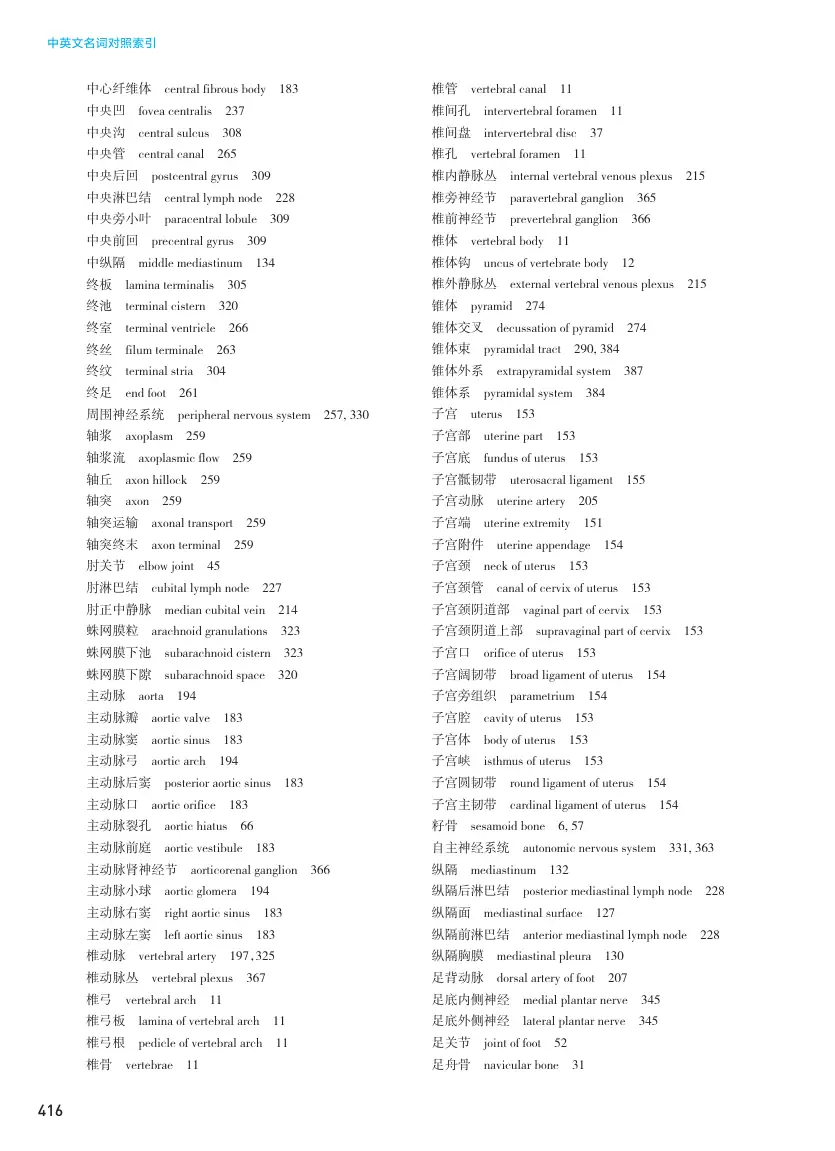 中英文名词对照索引
中心纤维体 central fibrous body 183
中央凹 fovea centralis 237
中央沟 central sulcus 308
中央管 central canal 265
中央后回 postcentral gyrus 309
中央淋巴结 central lymph node 228
中央旁小叶 paracentral lobule 309
中央前回 precentral gyrus 309
中纵隔 middle mediastinum 134
终板 lamina terminalis 305
终池 terminal cistern 320
终室 terminal ventricle 266
终丝 filum terminale 263
终纹 terminal stria 304
终足 end foot 261
周围神经系统 peripheral nervous system 257, 330
轴浆 axoplasm 259
轴浆流 axoplasmic flow 259
轴丘 axon hillock 259
轴突 axon 259
轴突运输 axonal transport 259
轴突终末 axon terminal 259
肘关节 elbow joint 45
肘淋巴结 cubital lymph node 227
肘正中静脉 median cubital vein 214
蛛网膜粒 arachnoid granulations 323
蛛网膜下池 subarachnoid cistern 323
蛛网膜下隙 subarachnoid space 320
主动脉 aorta 194
主动脉瓣 aortic valve 183
主动脉窦 aortic sinus 183
主动脉弓 aortic arch 194
主动脉后窦 posterior aortic sinus 183
主动脉口 aortic orifice 183
主动脉裂孔 aortic hiatus 66
主动脉前庭 aortic vestibule 183
主动脉肾神经节 aorticorenal ganglion 366
主动脉小球 aortic glomera 194
主动脉右窦 right aortic sinus 183
主动脉左窦 left aortic sinus 183
椎动脉 vertebral artery 197,325
椎动脉丛 vertebral plexus 367
椎弓 vertebral arch 11
椎弓板 lamina of vertebral arch 11
椎弓根 pedicle of vertebral arch 11
椎骨 vertebrae 11
椎管 vertebral canal 11
椎间孔 intervertebral foramen 11
椎间盘 intervertebral disc 37
椎孔 vertebral foramen 11
椎内静脉丛 internal vertebral venous plexus 215
椎旁神经节 paravertebral ganglion 365
椎前神经节 prevertebral ganglion 366
椎体 vertebral body 11
椎体钩 uncus of vertebrate body 12
椎外静脉丛 external vertebral venous plexus 215
锥体 pyramid 274
锥体交叉 decussation of pyramid 274
锥体束 pyramidal tract 290, 384
锥体外系 extrapyramidal system 387
锥体系 pyramidal system 384
子宫 uterus 153
子宫部 uterine part 153
子宫底 fundus of uterus 153
子宫骶韧带 uterosacral ligament 155
子宫动脉 uterine artery 205
子宫端 uterine extremity 151
子宫附件 uterine appendage 154
子宫颈 neck of uterus 153
子宫颈管 canal of cervix of uterus 153
子宫颈阴道部 vaginal part of cervix 153
子宫颈阴道上部 supravaginal part of cervix 153
子宫口 orifice of uterus 153
子宫阔韧带 broad ligament of uterus 154
子宫旁组织 parametrium 154
子宫腔 cavity of uterus 153
子宫体 body of uterus 153
子宫峡 isthmus of uterus 153
子宫圆韧带 round ligament of uterus 154
子宫主韧带 cardinal ligament of uterus 154
籽骨 sesamoid bone 6, 57
自主神经系统 autonomic nervous system 331, 363
纵隔 mediastinum 132
纵隔后淋巴结 posterior mediastinal lymph node 228
纵隔面 mediastinal surface 127
纵隔前淋巴结 anterior mediastinal lymph node 228
纵隔胸膜 mediastinal pleura 130
足背动脉 dorsal artery of foot 207
足底内侧神经 medial plantar nerve 345
足底外侧神经 lateral plantar nerve 345
足关节 joint of foot 52
足舟骨 navicular bone 31
416